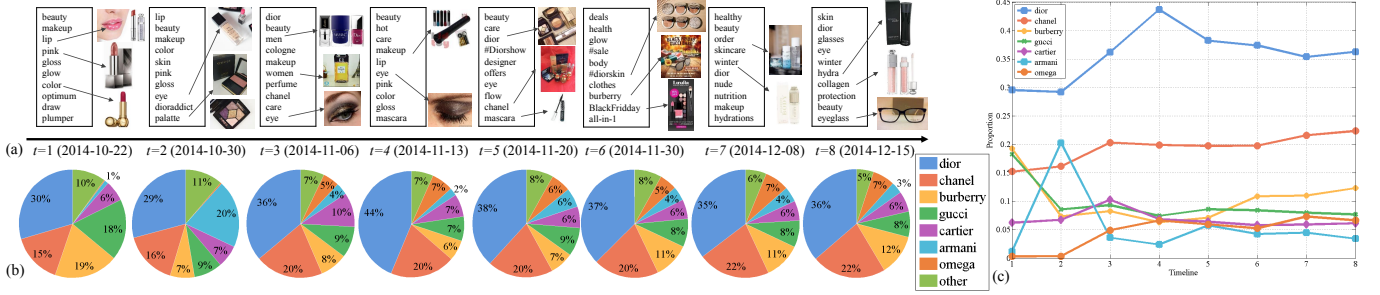 beauty
makeup
lip
pink
gloss
glow
color
optimum
draw
plumper
lip
beauty
makeup
color
skin
pink
gloss
eye
dioraddict
palatte
dior
beauty
men
cologne
makeup
women
perfume
chanel
care
eye
beauty
hot
care
makeup
lip
eye
pink
color
gloss
mascara
beauty
care
dior
#Diorshow
designer
offers
eye
flow
chanel
mascara
deals
health
glow
#sale
body
#diorskin
clothes
burberry
BlackFridday
all-in-1
healthy
beauty
order
skincare
winter
dior
nude
nutrition
makeup
hydrations
skin
dior
glasses
eye
winter
hydra
collagen
protection
beauty
eyeglass
(a)
t=1 (2014-10-22)
t=2 (2014-10-30)
t=3 (2014-11-06)
t=4 (2014-11-13)
t=5 (2014-11-20)
t=6 (2014-11-30)
t=7 (2014-12-08)
t=8 (2014-12-15)
(b)
30%
15%
19%
18%
6%
1%
10%
29%
16%
7%
9%
7%
20%
11%
36%
20%
8%
9%
10%
4%
5%
7%
44%
20%
6%
7%
7%
2%
7%
7%
38%
20%
7%
9%
6%
6%
6%
8%
37%
20%
11%
8%
6%
4%
5%
8%
35%
22%
11%
8%
6%
4%
7%
6%
36%
22%
12%
8%
6%
3%
7%
5%
dior
chanel
burberry
gucci
cartier
armani
omega
other
(c)
Proportion
0.45
0.4
0.35
0.3
0.25
0.2
0.15
0.1
0.05
0
1 2 3 4 5 6 7 8
Timeline
dior
chanel
burberry
gucci
cartier
armani
omega